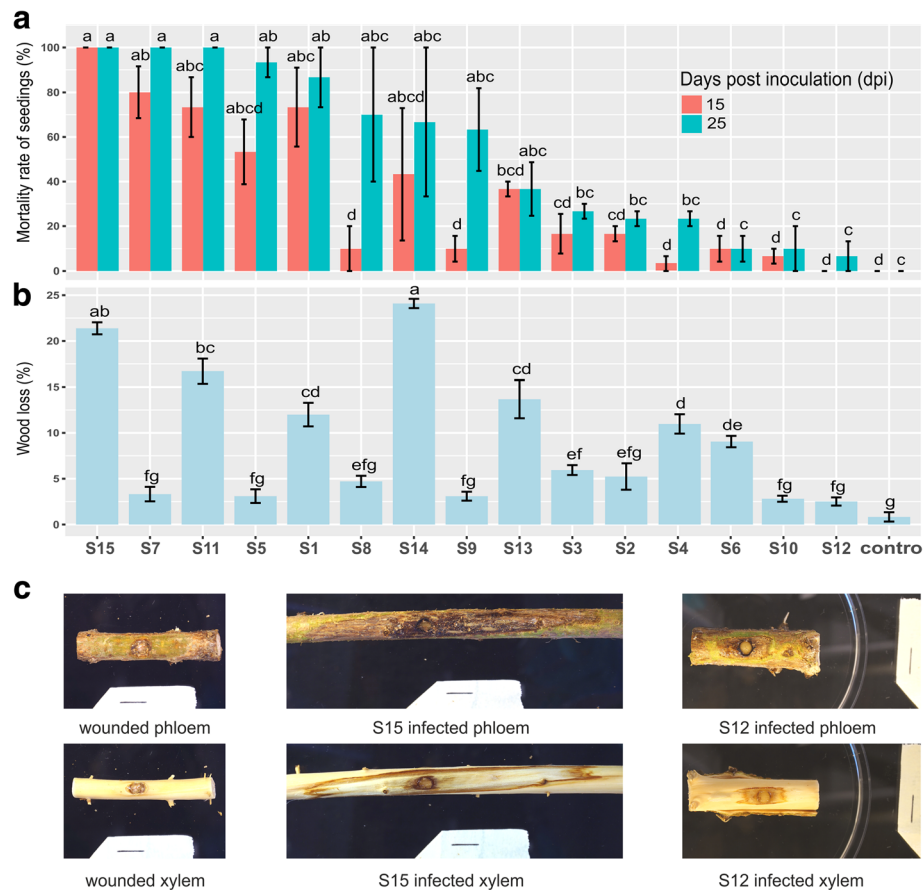 a
Mortality rate of seedings (%)
100
80
60
40
20
0
a a ab a abc a abcd ab abc ab d abc abcd abc d abc bcd abc cd bc cd bc d bc d c d c d c d c
Days post inoculation (dpi)
15
25
b
Wood loss (%)
25
20
15
10
5
0
ab fg bc fg cd efg a fg cd ef efg cd de fg fg g
S15 S7 S11 S5 S1 S8 S14 S9 S13 S3 S2 S4 S6 S10 S12 contro
c
wounded phloem S15 infected phloem S12 infected phloem
wounded xylem S15 infected xylem S12 infected xylem